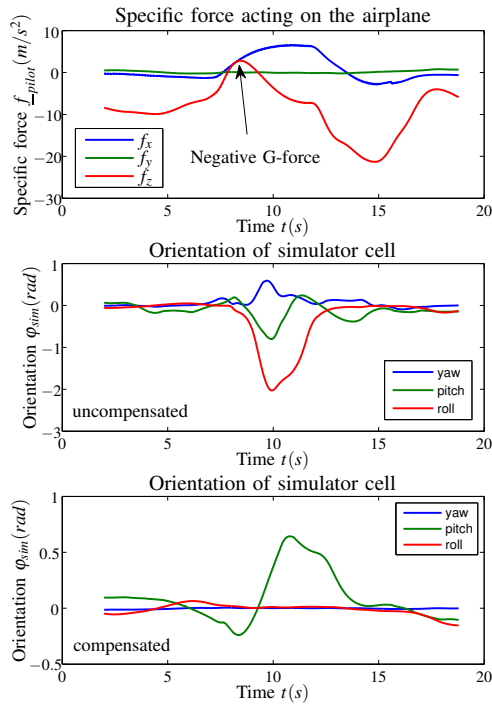 Specific force acting on the airplane
Specific force f_pilot (m/s²)
10
0
−10
−20
−30
f_x
f_y
f_z
Negative G-force
0
5
10
15
20
Time t(s)
Orientation of simulator cell
Orientation φ_sim (rad)
1
0
−1
−2
−3
yaw
pitch
roll
uncompensated
0
5
10
15
20
Time t(s)
Orientation of simulator cell
Orientation φ_sim (rad)
1
0.5
0
−0.5
yaw
pitch
roll
compensated
0
5
10
15
20
Time t(s)